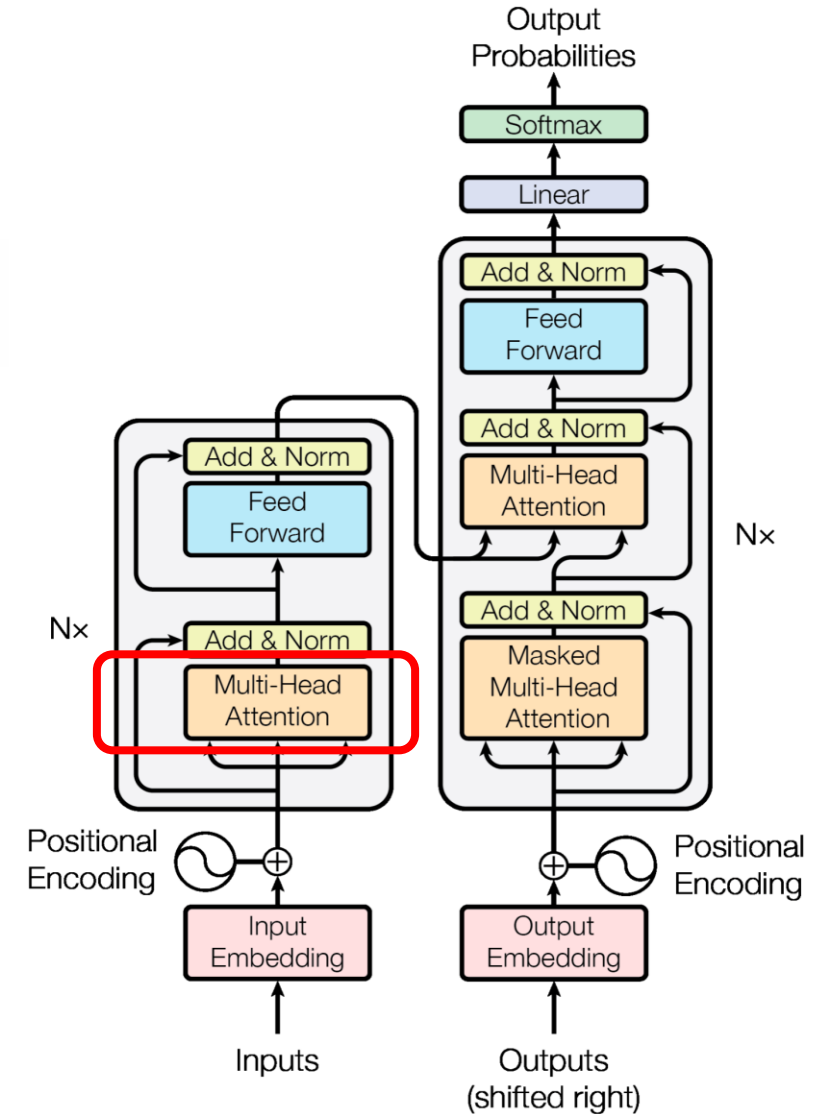 Output
Probabilities
Softmax
Linear
Add & Norm
Feed
Forward
Add & Norm
Multi-Head
Attention
Add & Norm
Masked
Multi-Head
Attention
Nx
Add & Norm
Feed
Forward
Add & Norm
Multi-Head
Attention
Nx
Positional
Encoding
Positional
Encoding
Input
Embedding
Output
Embedding
Inputs
Outputs
(shifted right)